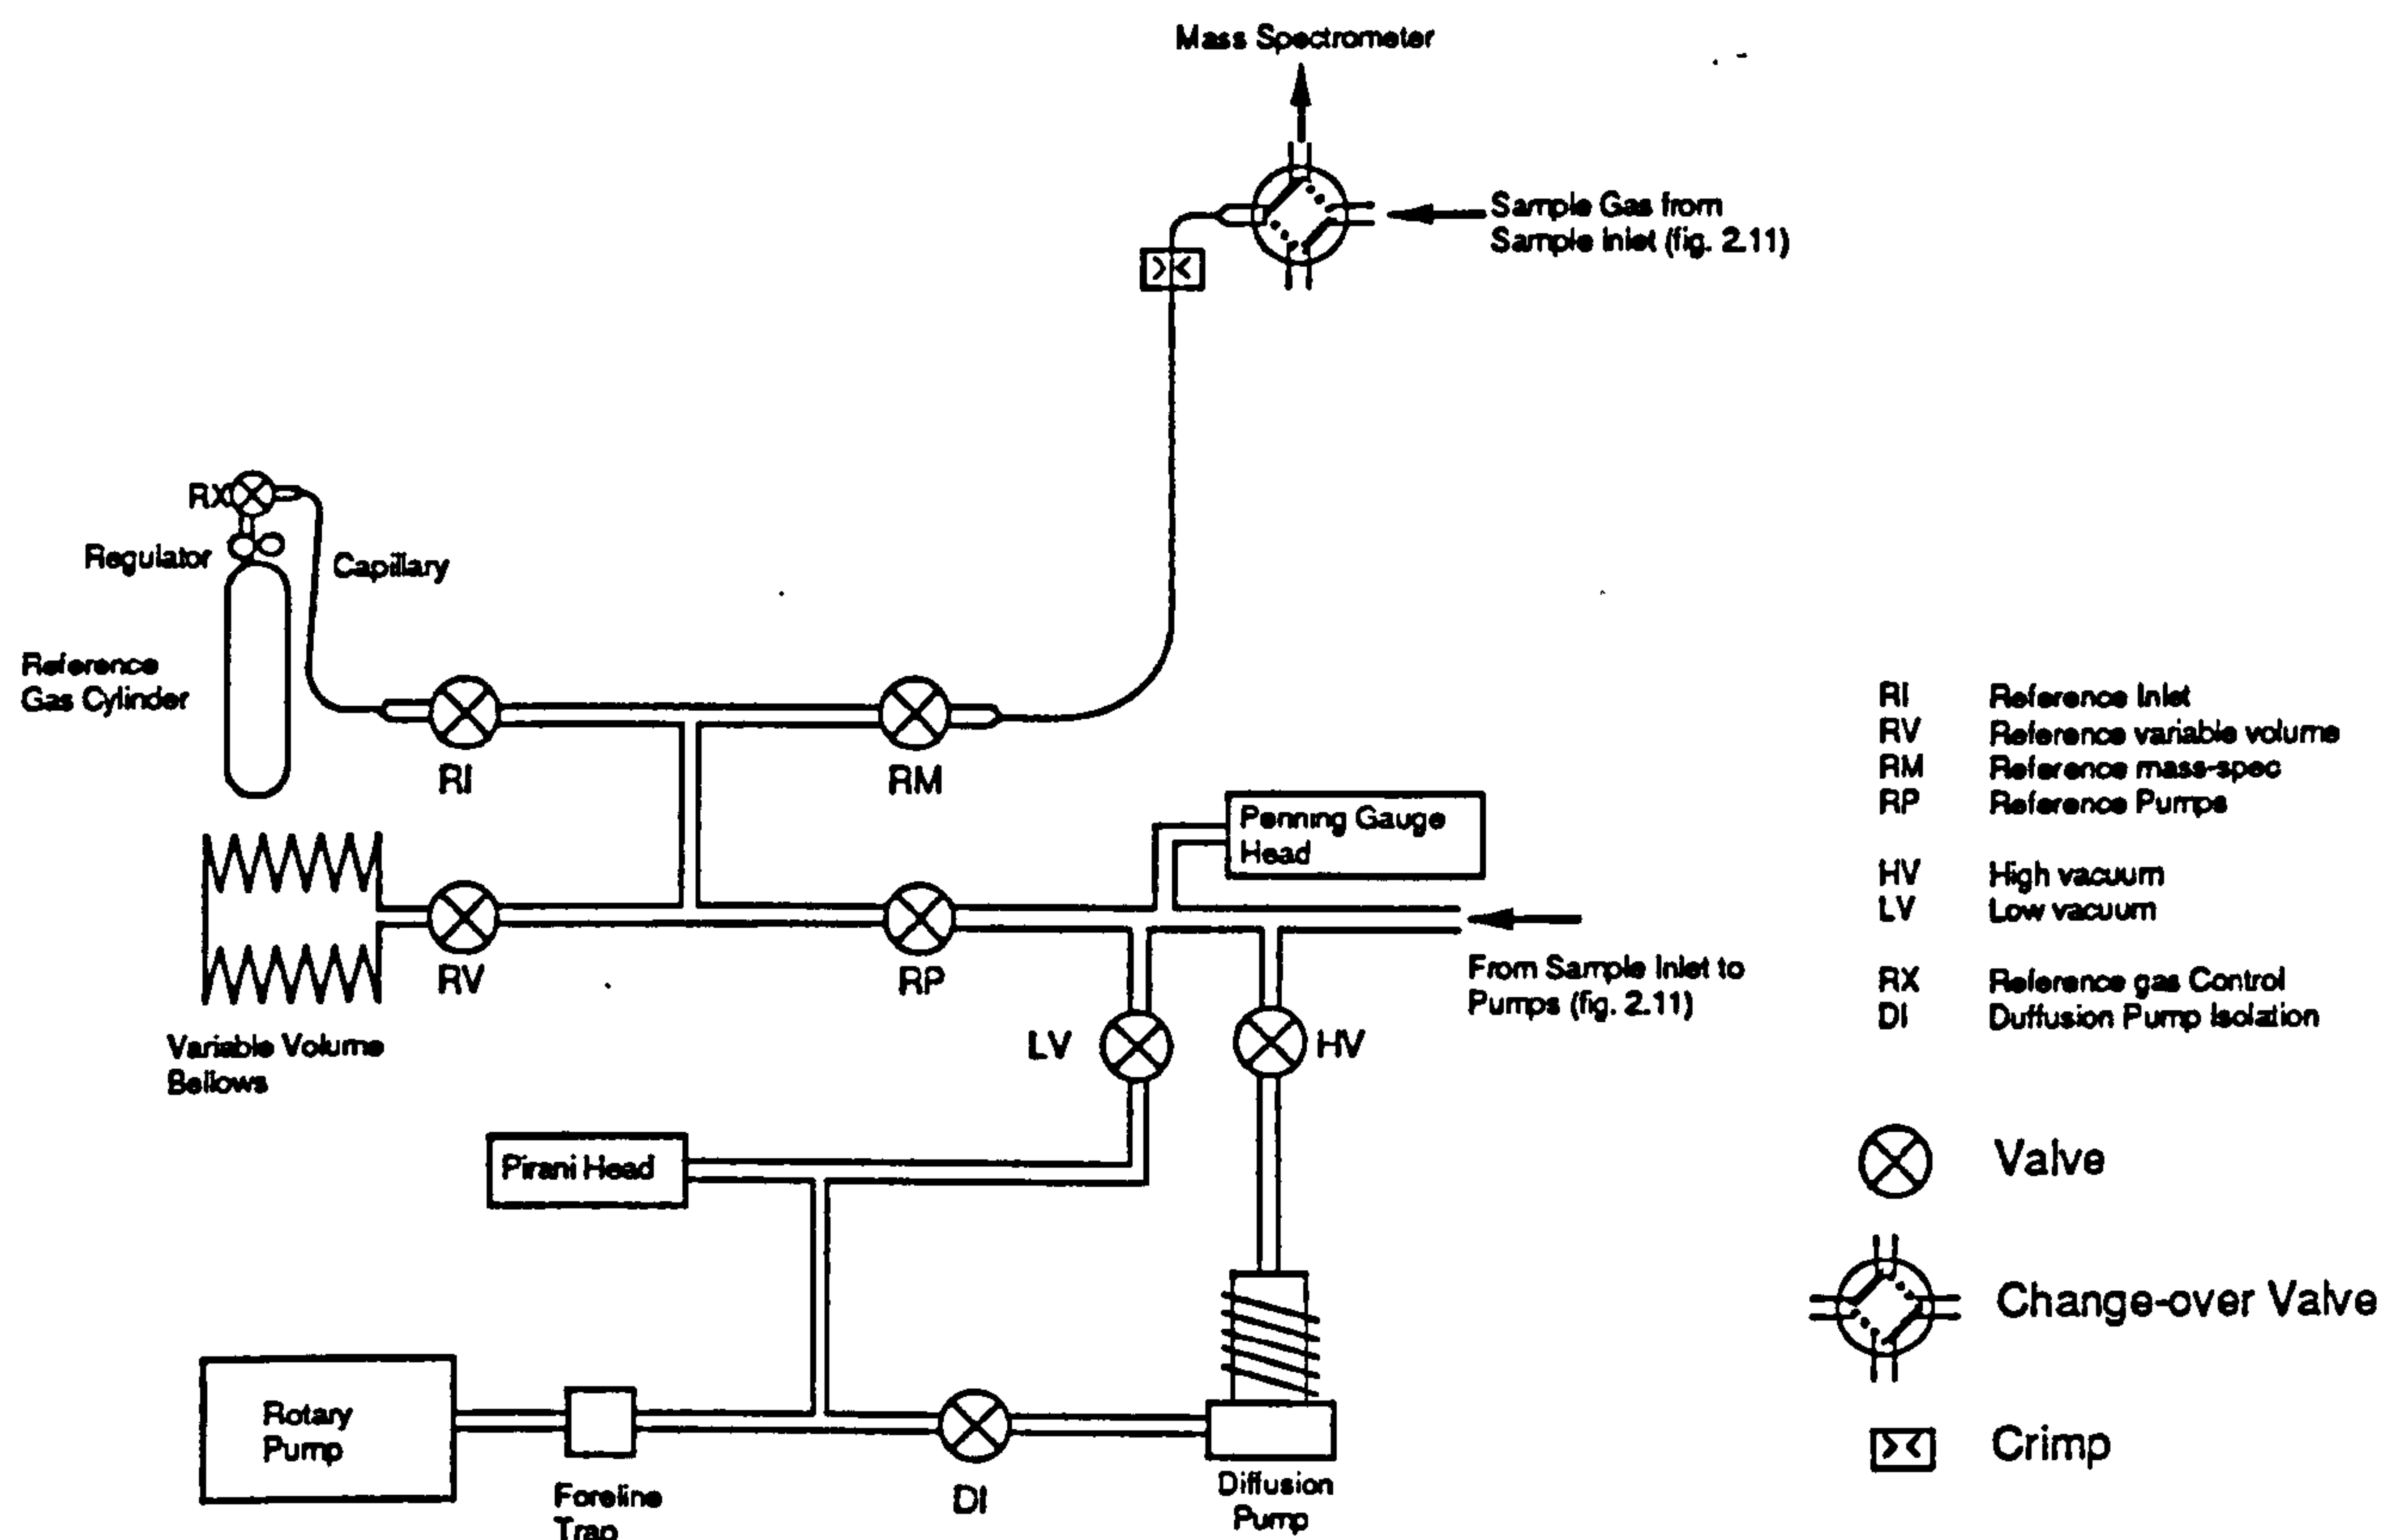 Mass Spectrometer
Sample Gas from
Sample Inlet (fig. 2.11)
RX
Regulator
Capillary
Reference
Gas Cylinder
RI
RM
Penning Gauge
Head
RV
RP
From Sample Inlet to
Pumps (fig. 2.11)
Variable Volume
Bellows
LV
HV
Pirani Head
Rotary
Pump
Foreline
Trap
DI
Diffusion
Pump
RI Reference Inlet
RV Reference variable volume
RM Reference mass-spec
RP Reference Pumps
HV High vacuum
LV Low vacuum
RX Reference gas Control
DI Duffusion Pump Isolation
Valve
Change-over Valve
Crimp